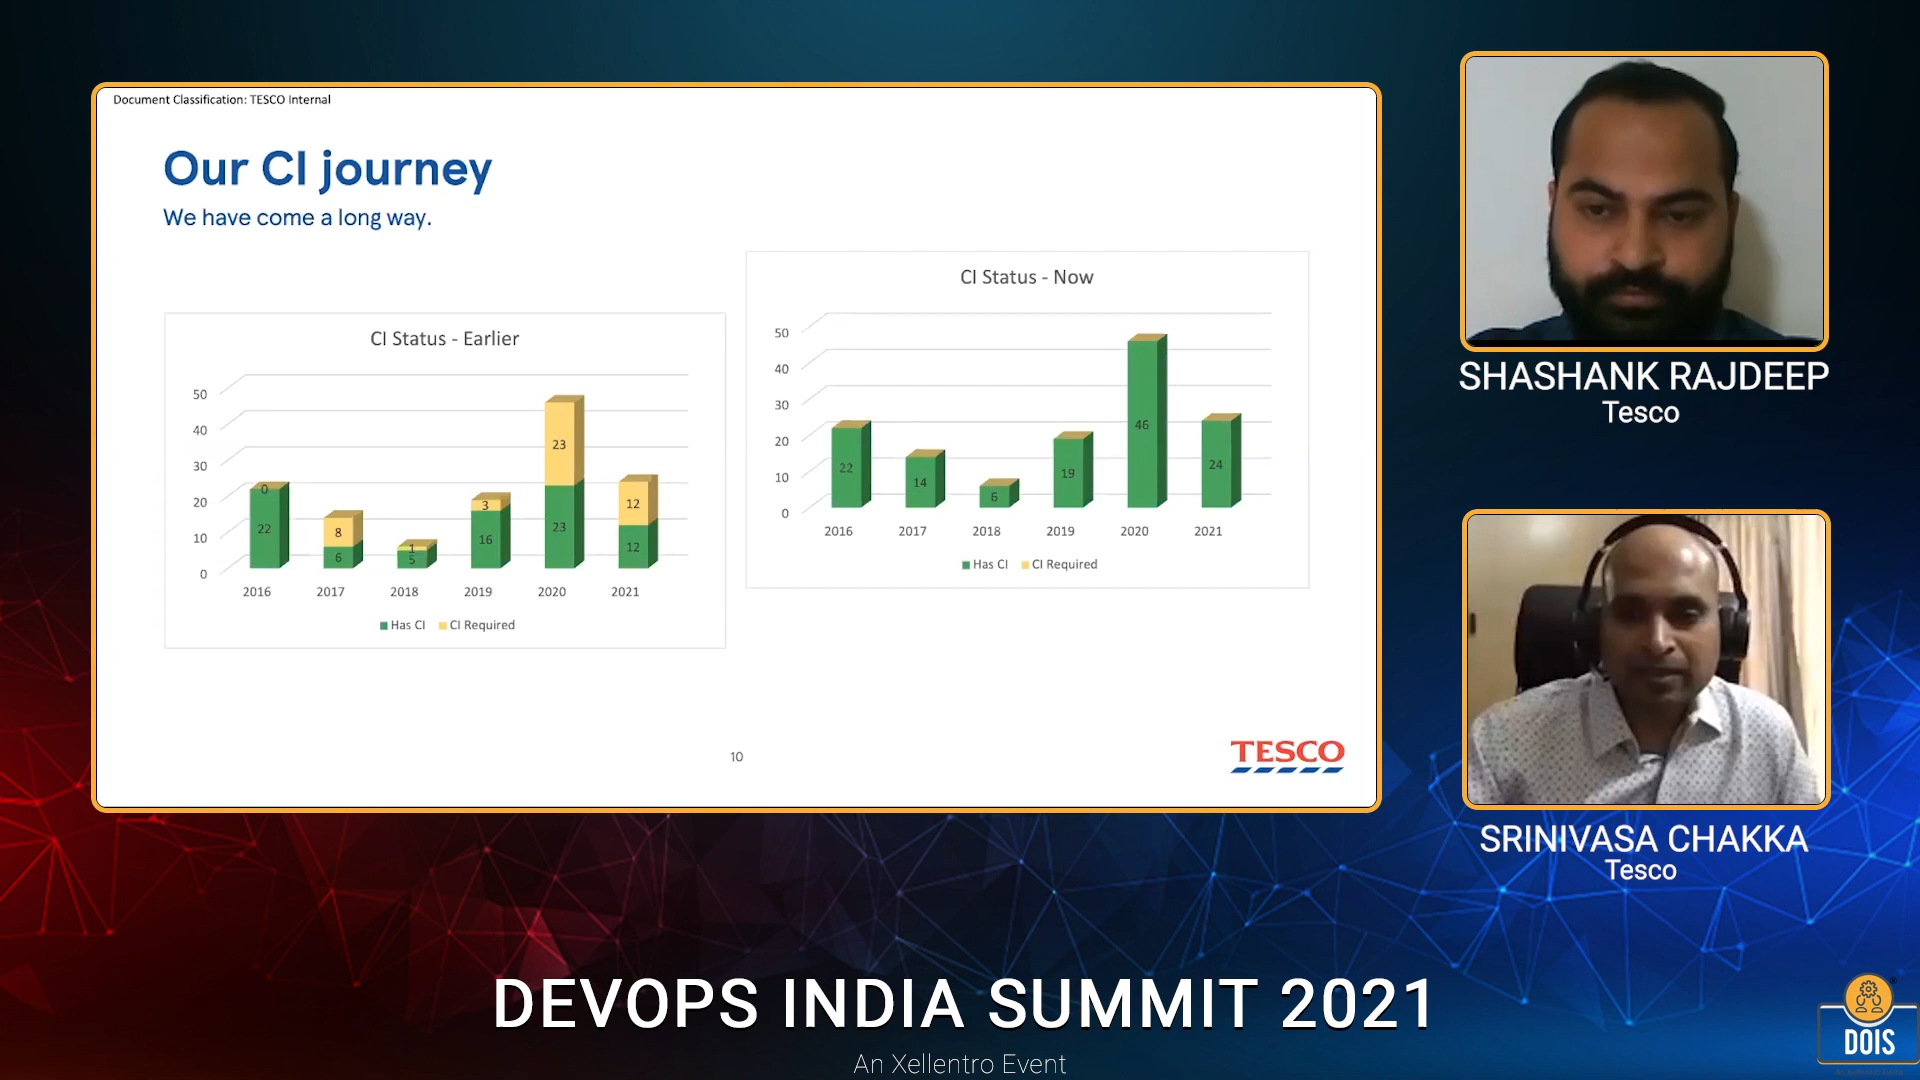 Document Classification: TESCO Internal
Our CI journey
We have come a long way.
CI Status - Earlier
50
40
30
20
10
0
0
22
8
6
1
5
3
16
23
23
12
12
2016 2017 2018 2019 2020 2021
Has CI CI Required
CI Status - Now
50
40
30
20
10
0
22
14
6
19
46
24
2016 2017 2018 2019 2020 2021
Has CI CI Required
10
TESCO
SHASHANK RAJDEEP
Tesco
SRINIVASA CHAKKA
Tesco
DEVOPS INDIA SUMMIT 2021
An Xellentro Event
DOIS